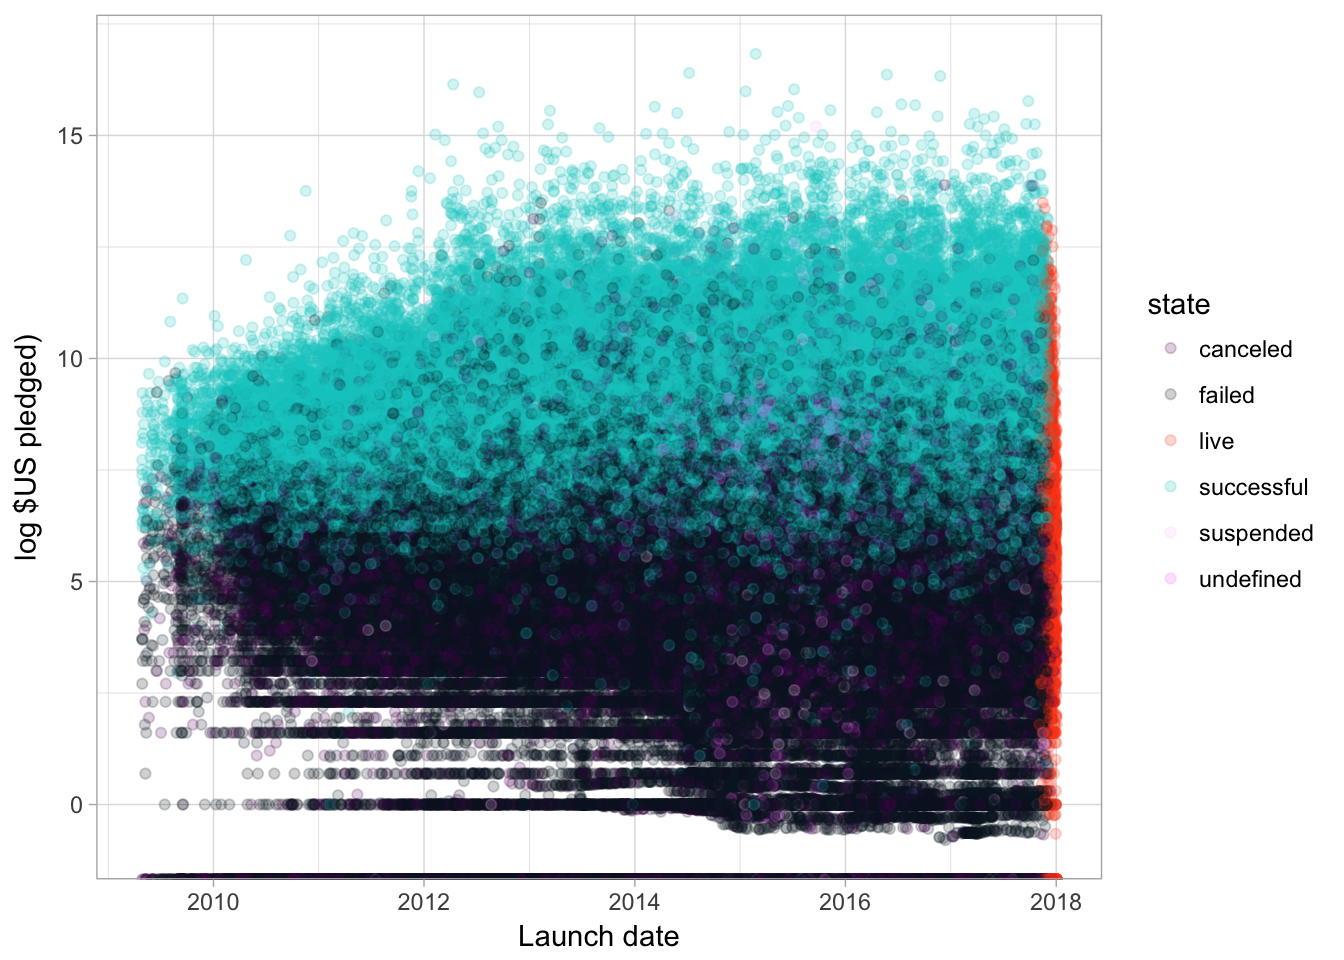 15
10
5
0
log $US pledged)
2010 2012 2014 2016 2018
Launch date
state
canceled
failed
live
successful
suspended
undefined